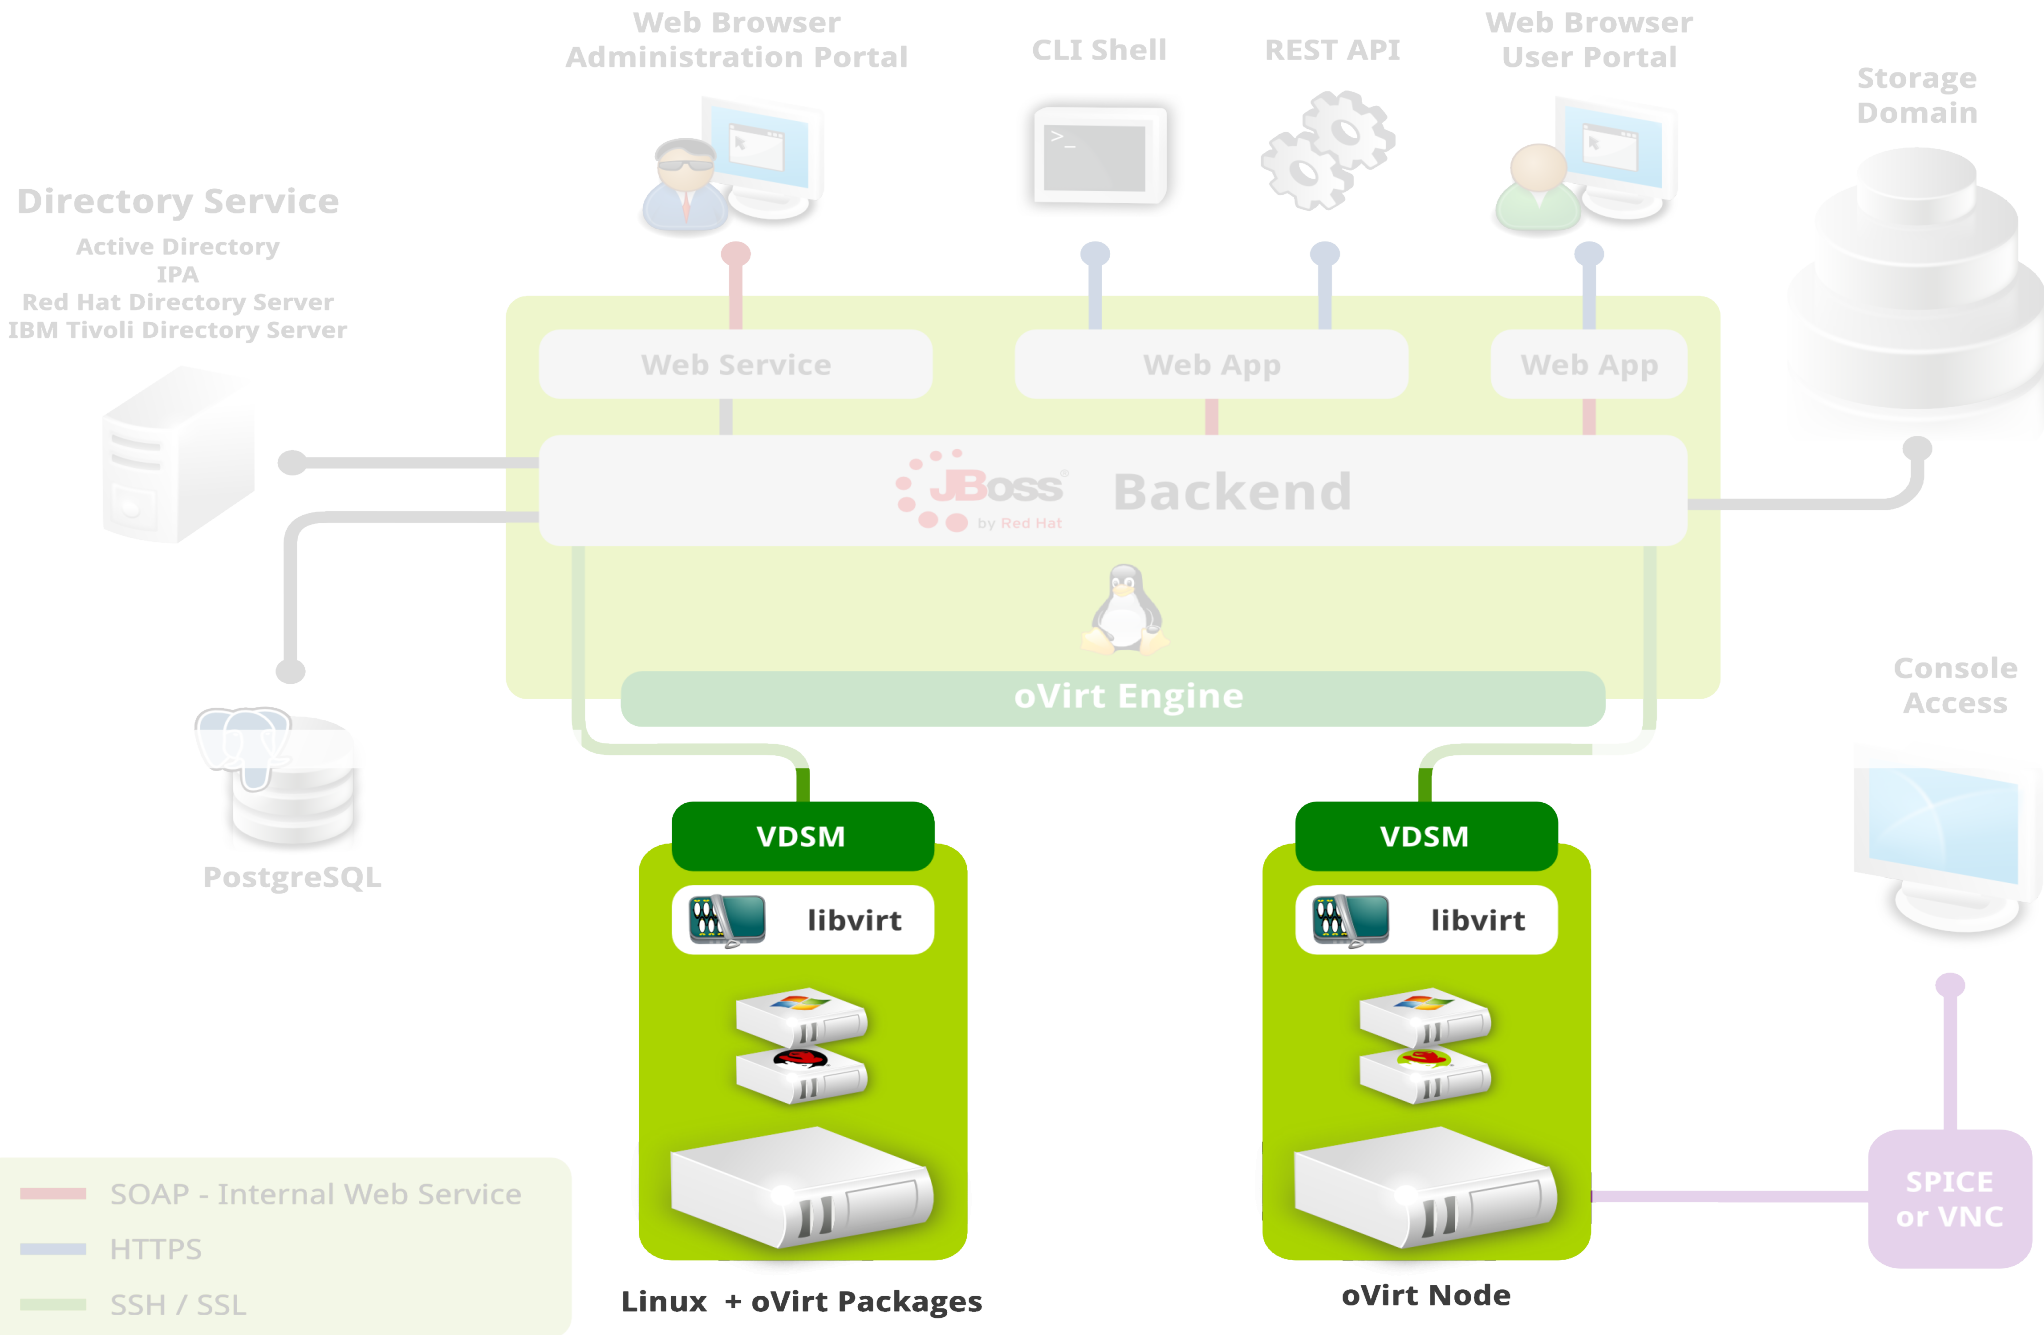 Web Browser
Administration Portal
CLI Shell
REST API
Web Browser
User Portal
Storage
Domain
Directory Service
Active Directory
IPA
Red Hat Directory Server
IBM Tivoli Directory Server
>_
Web Service
Web App
Web App
JBoss®
by Red Hat
Backend
oVirt Engine
Console
Access
PostgreSQL
VDSM
VDSM
libvirt
libvirt
SPICE
or VNC
SOAP - Internal Web Service
HTTPS
SSH / SSL
Linux + oVirt Packages
oVirt Node